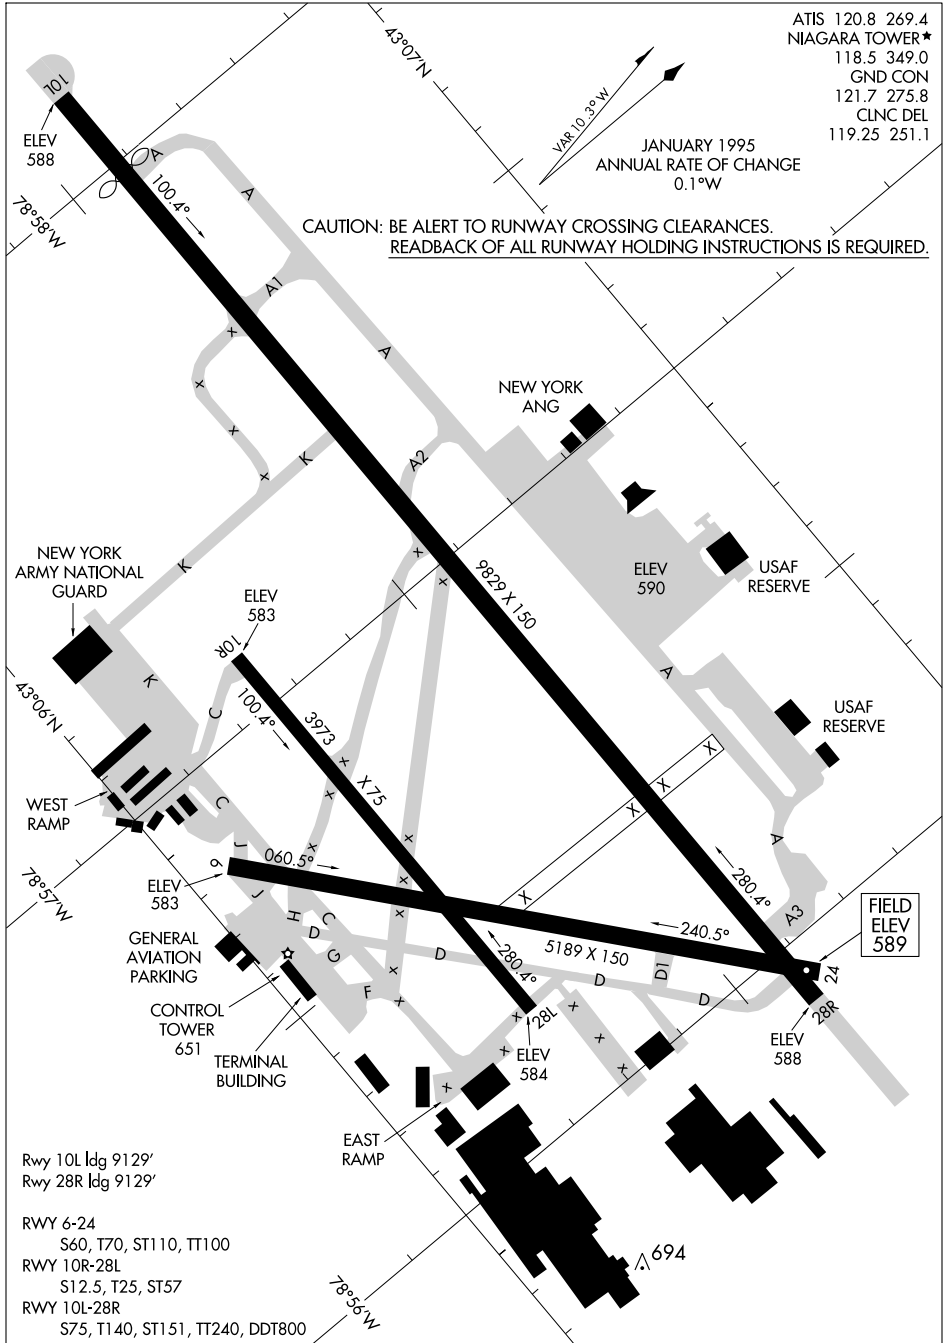 ATIS 120.8 269.4
NIAGARA TOWER★
118.5 349.0
GND CON
121.7 275.8
CLNC DEL
119.25 251.1
43°07'N
VAR 10.3° W
JANUARY 1995
ANNUAL RATE OF CHANGE
0.1°W
10L
ELEV
588
78°58'W
A
100.4°
A
CAUTION: BE ALERT TO RUNWAY CROSSING CLEARANCES.
READBACK OF ALL RUNWAY HOLDING INSTRUCTIONS IS REQUIRED.
A1
x
A
x
NEW YORK
ANG
x
K
A2
x
x
x
NEW YORK
ARMY NATIONAL
GUARD
K
9829 X 150
ELEV
590
USAF
RESERVE
ELEV
583
10R
43°06'N
K
C
100.4°
A
3973 X 75
USAF
RESERVE
x
x
X
X
X
WEST
RAMP
C
x
x
J
A
6
060.5°
x
280.4°
78°57'W
ELEV
583
J
x
X
A3
FIELD
ELEV
589
H
C
GENERAL
AVIATION
PARKING
D
G
D
280.4°
5189 X 150
240.5°
D1
24
x
F
x
D
D
CONTROL
TOWER
651
28L
x
x
28R
TERMINAL
BUILDING
x
ELEV
584
x
x
ELEV
588
x
EAST
RAMP
Rwy 10L ldg 9129'
Rwy 28R ldg 9129'
RWY 6-24
S60, T70, ST110, TT100
RWY 10R-28L
S12.5, T25, ST57
RWY 10L-28R
S75, T140, ST151, TT240, DDT800
694
78°56'W